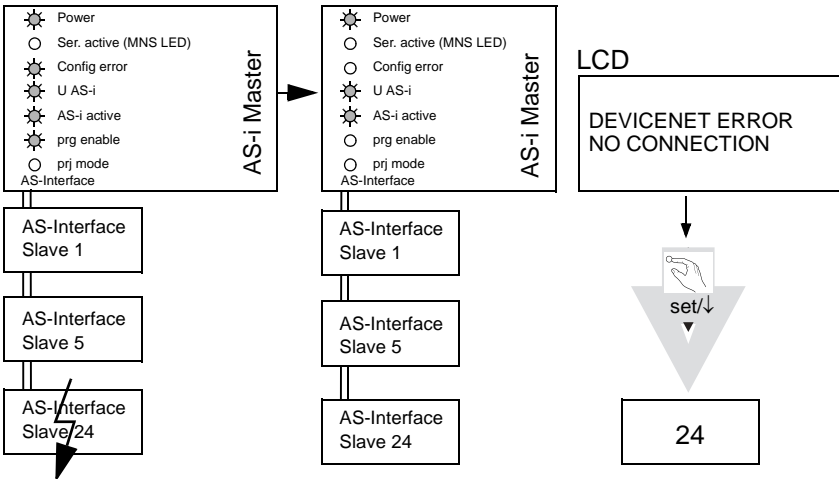 Power
Ser. active (MNS LED)
Config error
U AS-i
AS-i active
prg enable
prj mode
AS-Interface
AS-i Master
AS-Interface
Slave 1
AS-Interface
Slave 5
AS-Interface
Slave 24
Power
Ser. active (MNS LED)
Config error
U AS-i
AS-i active
prg enable
prj mode
AS-Interface
AS-i Master
AS-Interface
Slave 1
AS-Interface
Slave 5
AS-Interface
Slave 24
LCD
DEVICENET ERROR
NO CONNECTION
set/↓
24